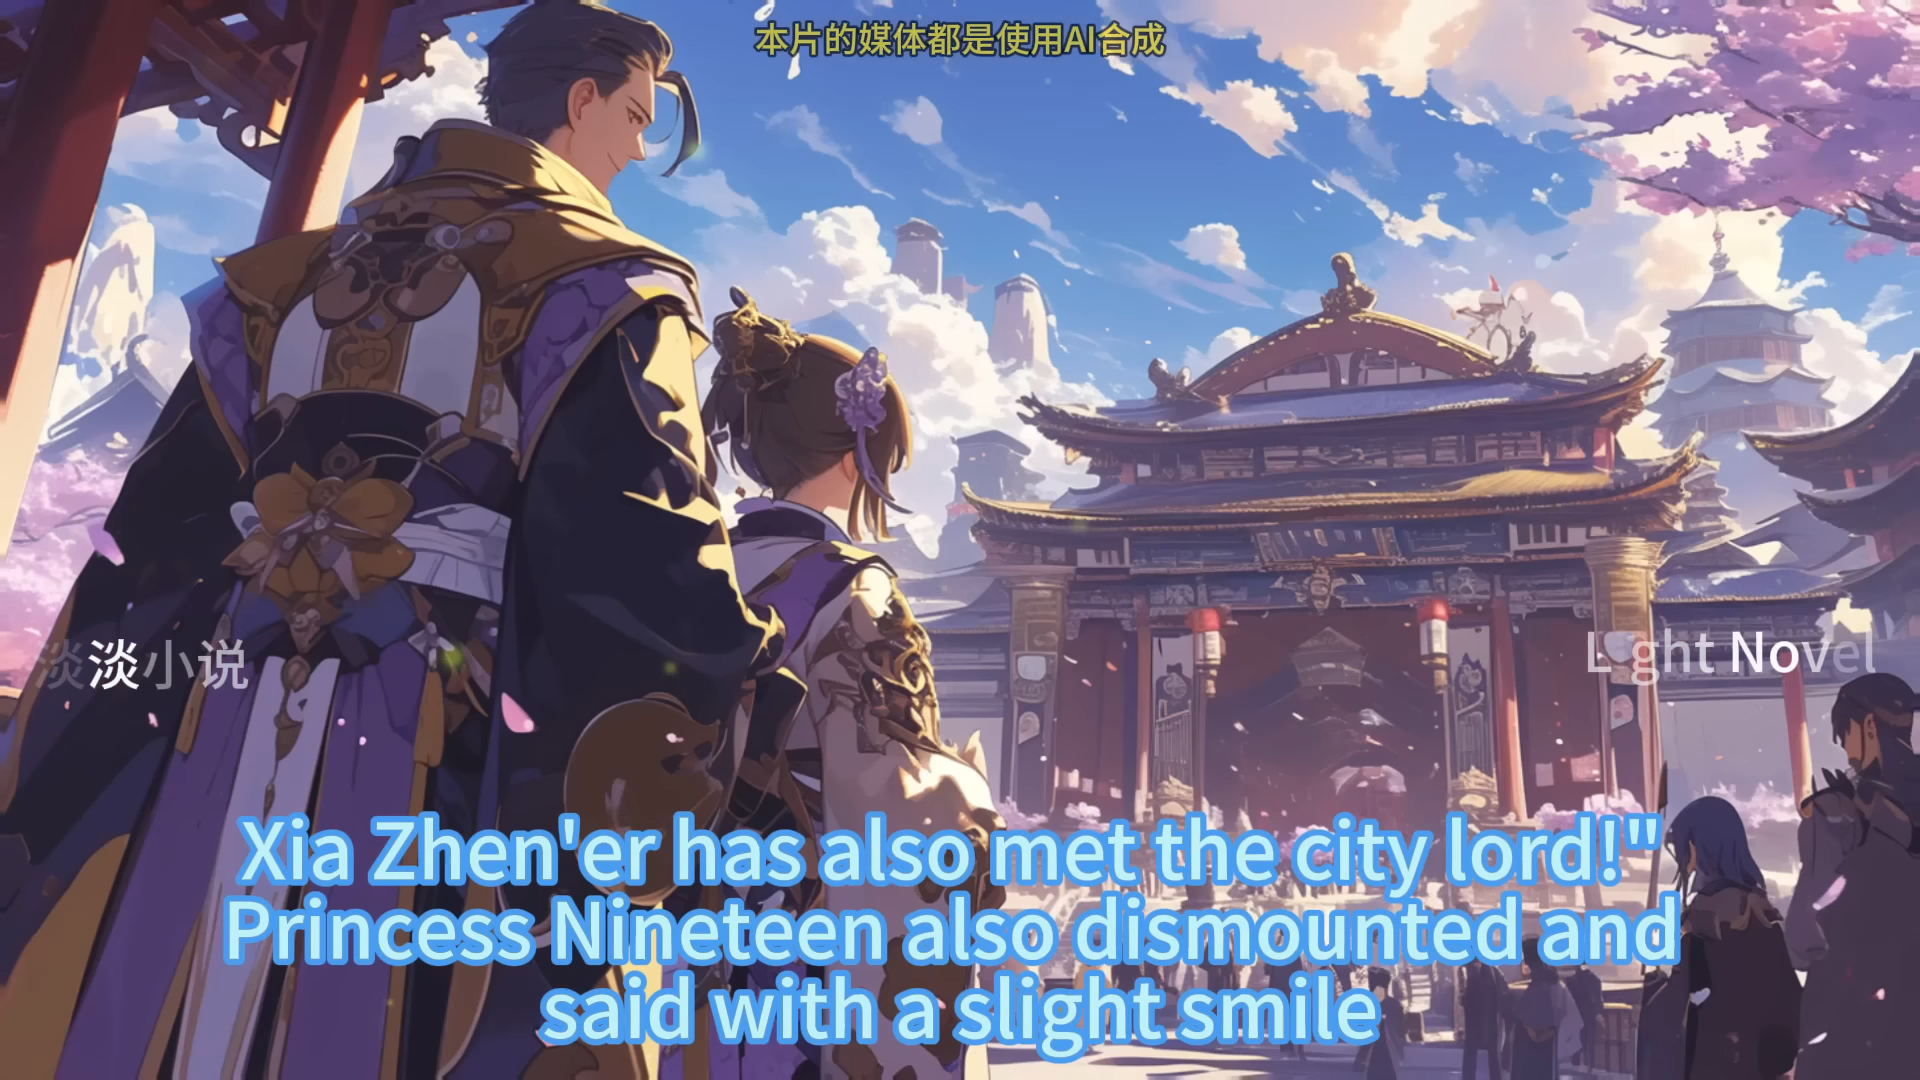 本片的媒体都是使用AI合成
淡淡小说
Light Novel
Xia Zhen'er has also met the city lord!"
Princess Nineteen also dismounted and
said with a slight smile